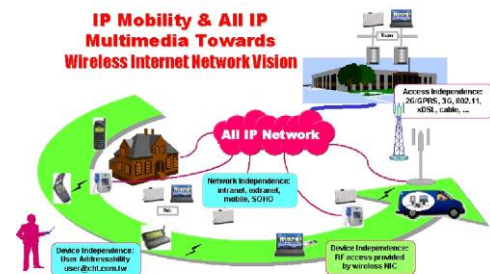 IP Mobility & All IP
Multimedia Towards
Wireless Internet Network Vision
Access Independence:
2G/GPRS, 3G, 802.11,
xDSL, cable, ...
All IP Network
Network Independence:
intranet, extranet,
mobile, SOHO
Device Independence:
User Addressability
user@cht.com.tw
Device Independence:
RF access provided
by wireless NIC